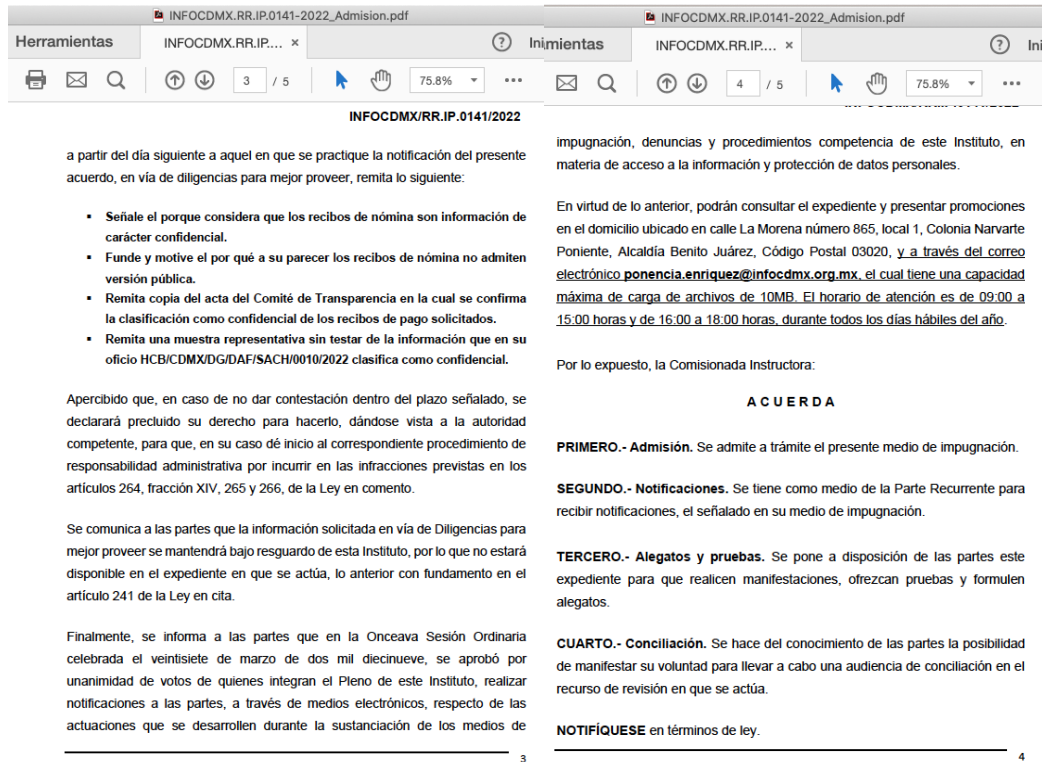 INFOCDMX.RR.IP.0141-2022_Admision.pdf
Herramientas
INFOCDMX.RR.IP.... ×
? Ini
3 / 5
75.8%
INFOCDMX/RR.IP.0141/2022
a partir del día siguiente a aquel en que se practique la notificación del presente
acuerdo, en vía de diligencias para mejor proveer, remita lo siguiente:
▪ Señale el porque considera que los recibos de nómina son información de
carácter confidencial.
▪ Funde y motive el por qué a su parecer los recibos de nómina no admiten
versión pública.
▪ Remita copia del acta del Comité de Transparencia en la cual se confirma
la clasificación como confidencial de los recibos de pago solicitados.
▪ Remita una muestra representativa sin testar de la información que en su
oficio HCB/CDMX/DG/DAF/SACH/0010/2022 clasifica como confidencial.
Apercibido que, en caso de no dar contestación dentro del plazo señalado, se
declarará precluido su derecho para hacerlo, dándose vista a la autoridad
competente, para que, en su caso dé inicio al correspondiente procedimiento de
responsabilidad administrativa por incurrir en las infracciones previstas en los
artículos 264, fracción XIV, 265 y 266, de la Ley en comento.
Se comunica a las partes que la información solicitada en vía de Diligencias para
mejor proveer se mantendrá bajo resguardo de esta Instituto, por lo que no estará
disponible en el expediente en que se actúa, lo anterior con fundamento en el
artículo 241 de la Ley en cita.
Finalmente, se informa a las partes que en la Onceava Sesión Ordinaria
celebrada el veintisiete de marzo de dos mil diecinueve, se aprobó por
unanimidad de votos de quienes integran el Pleno de este Instituto, realizar
notificaciones a las partes, a través de medios electrónicos, respecto de las
actuaciones que se desarrollen durante la sustanciación de los medios de
3
INFOCDMX.RR.IP.0141-2022_Admision.pdf
mientas
INFOCDMX.RR.IP.... ×
? Ini
4 / 5
75.8%
impugnación, denuncias y procedimientos competencia de este Instituto, en
materia de acceso a la información y protección de datos personales.
En virtud de lo anterior, podrán consultar el expediente y presentar promociones
en el domicilio ubicado en calle La Morena número 865, local 1, Colonia Narvarte
Poniente, Alcaldía Benito Juárez, Código Postal 03020, y a través del correo
electrónico ponencia.enriquez@infocdmx.org.mx, el cual tiene una capacidad
máxima de carga de archivos de 10MB. El horario de atención es de 09:00 a
15:00 horas y de 16:00 a 18:00 horas, durante todos los días hábiles del año.
Por lo expuesto, la Comisionada Instructora:
A C U E R D A
PRIMERO.- Admisión. Se admite a trámite el presente medio de impugnación.
SEGUNDO.- Notificaciones. Se tiene como medio de la Parte Recurrente para
recibir notificaciones, el señalado en su medio de impugnación.
TERCERO.- Alegatos y pruebas. Se pone a disposición de las partes este
expediente para que realicen manifestaciones, ofrezcan pruebas y formulen
alegatos.
CUARTO.- Conciliación. Se hace del conocimiento de las partes la posibilidad
de manifestar su voluntad para llevar a cabo una audiencia de conciliación en el
recurso de revisión en que se actúa.
NOTIFÍQUESE en términos de ley.
4